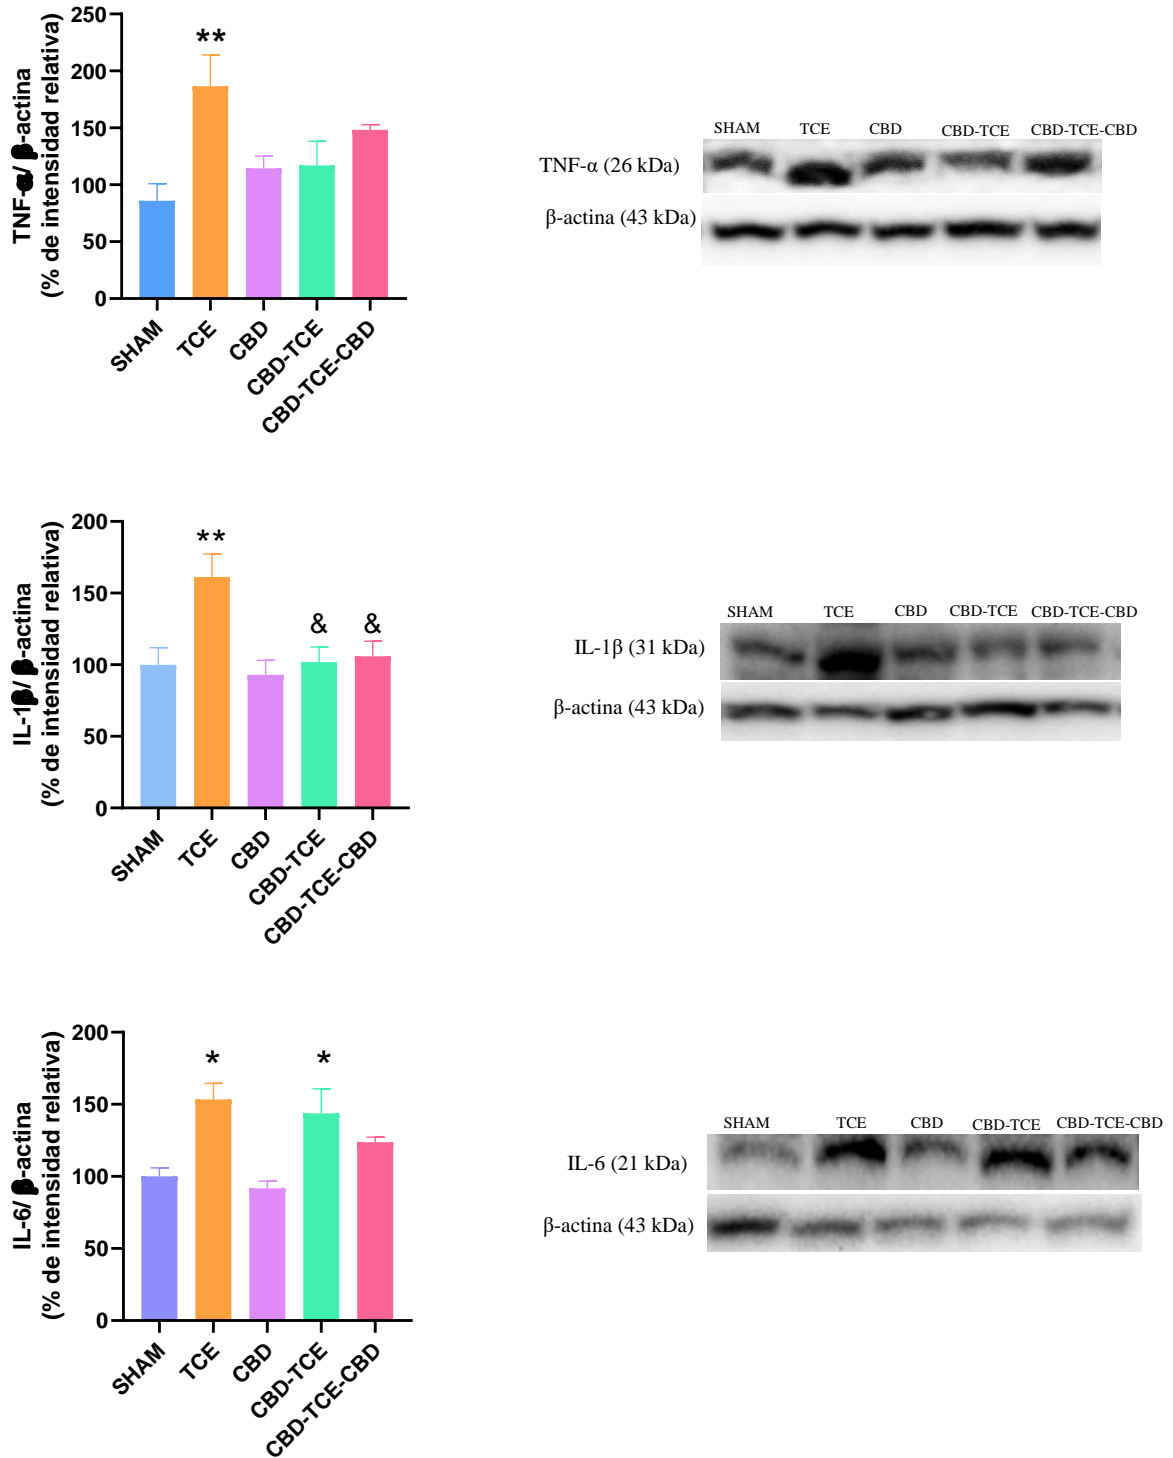 TNF-α/ β-actina
(% de intensidad relativa)
250
200
150
100
50
0
**
SHAM
TCE
CBD
CBD-TCE
CBD-TCE-CBD
SHAM TCE CBD CBD-TCE CBD-TCE-CBD
TNF-α (26 kDa)
β-actina (43 kDa)
IL-1β/ β-actina
(% de intensidad relativa)
200
150
100
50
0
**
&
&
SHAM
TCE
CBD
CBD-TCE
CBD-TCE-CBD
SHAM TCE CBD CBD-TCE CBD-TCE-CBD
IL-1β (31 kDa)
β-actina (43 kDa)
IL-6/ β-actina
(% de intensidad relativa)
200
150
100
50
0
*
*
SHAM
TCE
CBD
CBD-TCE
CBD-TCE-CBD
SHAM TCE CBD CBD-TCE CBD-TCE-CBD
IL-6 (21 kDa)
β-actina (43 kDa)